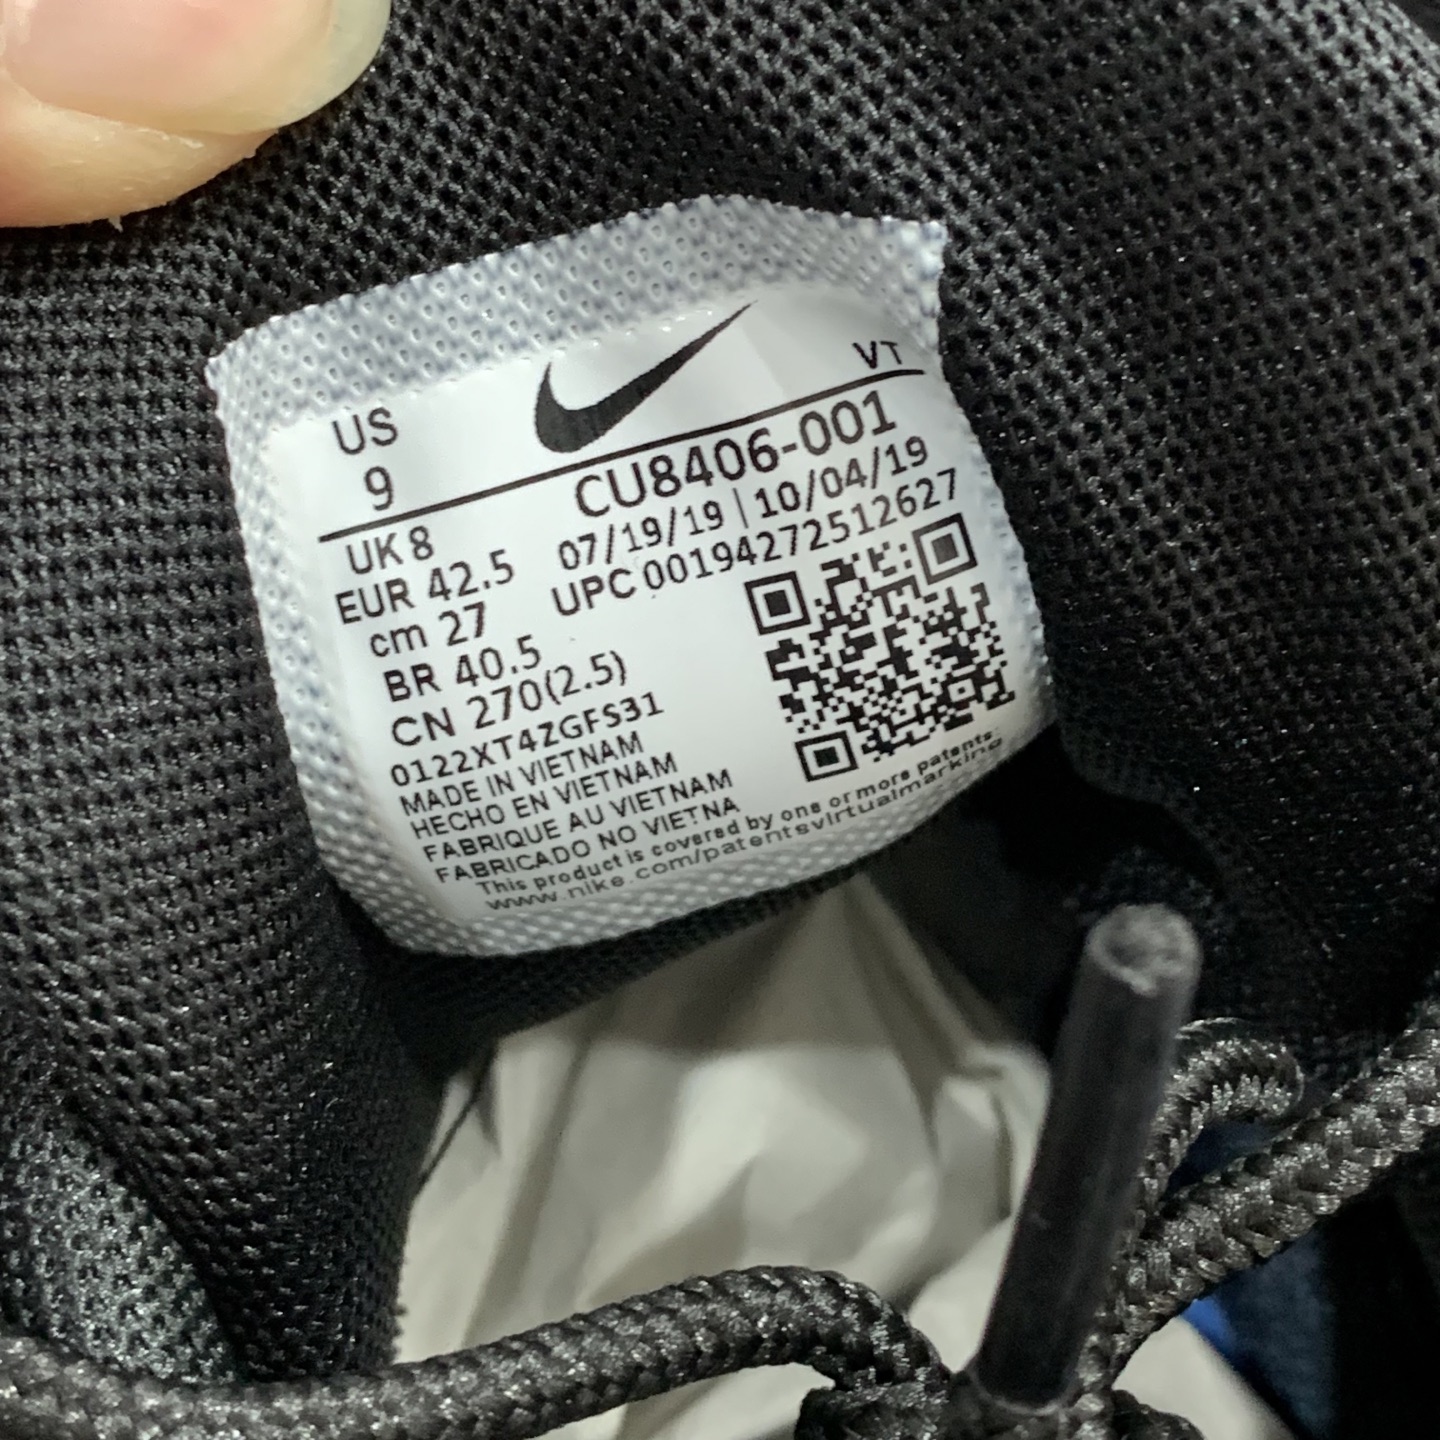 VT
US
9
CU8406-001
07/19/19 | 10/04/19
UPC 00194272512627
UK 8
EUR 42.5
cm 27
BR 40.5
CN 270(2.5)
0122XT4ZGFS31
MADE IN VIETNAM
HECHO EN VIETNAM
FABRIQUE AU VIETNAM
FABRICADO NO VIETNA
This product is covered by one or more patents:
www.nike.com/patentsvirtualmarking